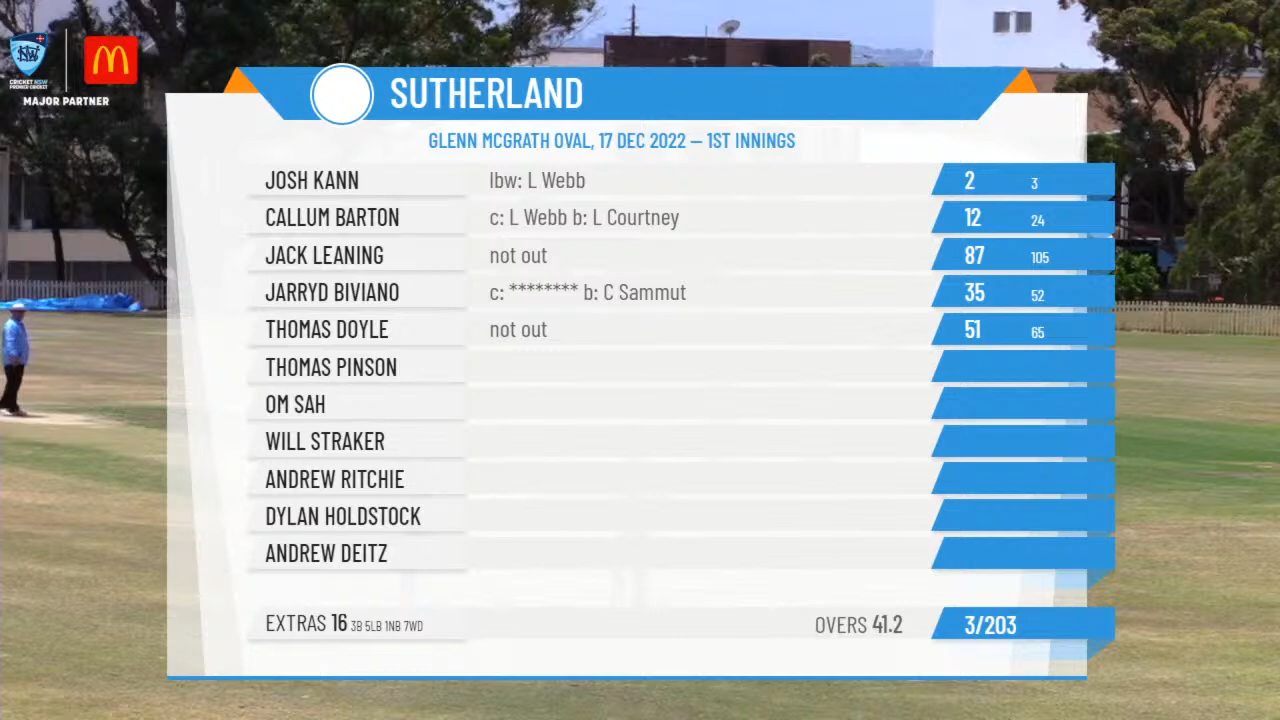 CRICKET NSW
PREMIER CRICKET
MAJOR PARTNER
SUTHERLAND
GLENN MCGRATH OVAL, 17 DEC 2022 – 1ST INNINGS
JOSH KANN lbw: L Webb 2 3
CALLUM BARTON c: L Webb b: L Courtney 12 24
JACK LEANING not out 87 105
JARRYD BIVIANO c: ******** b: C Sammut 35 52
THOMAS DOYLE not out 51 65
THOMAS PINSON
OM SAH
WILL STRAKER
ANDREW RITCHIE
DYLAN HOLDSTOCK
ANDREW DEITZ
EXTRAS 16 3B 5LB 1NB 7WD OVERS 41.2 3/203